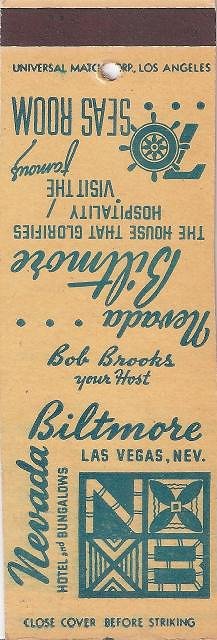 UNIVERSAL MATCH CORP., LOS ANGELES
Nevada
Biltmore
THE HOUSE THAT GLORIFIES
HOSPITALITY /
VISIT THE
famous
7 SEAS ROOM
Bob Brooks
your Host
Nevada
Biltmore
HOTEL and BUNGALOWS
LAS VEGAS, NEV.
N B
CLOSE COVER BEFORE STRIKING